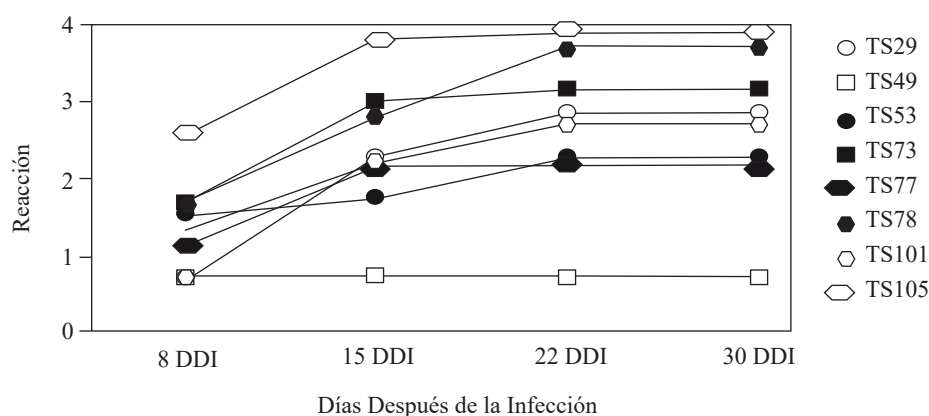 Reacción
4
3
2
1
0
8 DDI
15 DDI
22 DDI
30 DDI
Días Después de la Infección
TS29
TS49
TS53
TS73
TS77
TS78
TS101
TS105